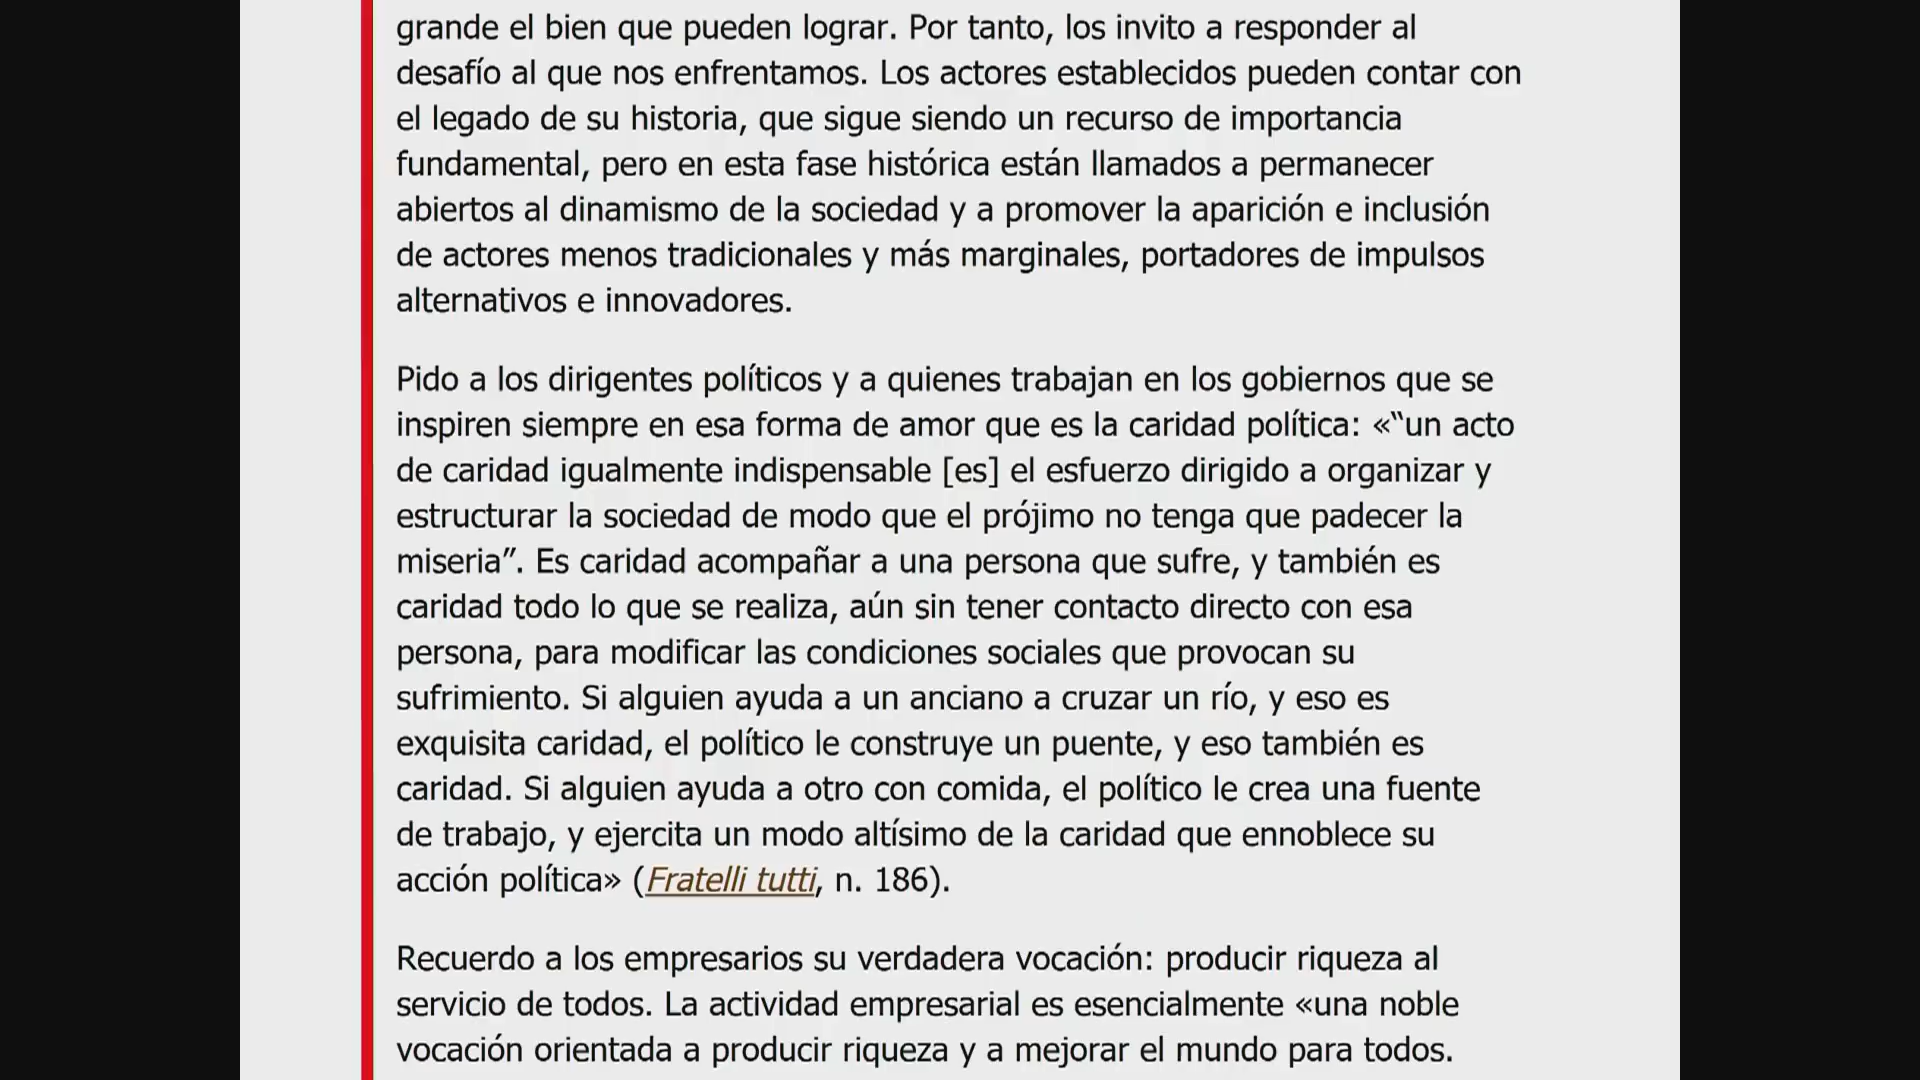 grande el bien que pueden lograr. Por tanto, los invito a responder al
desafío al que nos enfrentamos. Los actores establecidos pueden contar con
el legado de su historia, que sigue siendo un recurso de importancia
fundamental, pero en esta fase histórica están llamados a permanecer
abiertos al dinamismo de la sociedad y a promover la aparición e inclusión
de actores menos tradicionales y más marginales, portadores de impulsos
alternativos e innovadores.
Pido a los dirigentes políticos y a quienes trabajan en los gobiernos que se
inspiren siempre en esa forma de amor que es la caridad política: «“un acto
de caridad igualmente indispensable [es] el esfuerzo dirigido a organizar y
estructurar la sociedad de modo que el prójimo no tenga que padecer la
miseria”. Es caridad acompañar a una persona que sufre, y también es
caridad todo lo que se realiza, aún sin tener contacto directo con esa
persona, para modificar las condiciones sociales que provocan su
sufrimiento. Si alguien ayuda a un anciano a cruzar un río, y eso es
exquisita caridad, el político le construye un puente, y eso también es
caridad. Si alguien ayuda a otro con comida, el político le crea una fuente
de trabajo, y ejercita un modo altísimo de la caridad que ennoblece su
acción política» (Fratelli tutti, n. 186).
Recuerdo a los empresarios su verdadera vocación: producir riqueza al
servicio de todos. La actividad empresarial es esencialmente «una noble
vocación orientada a producir riqueza y a mejorar el mundo para todos.